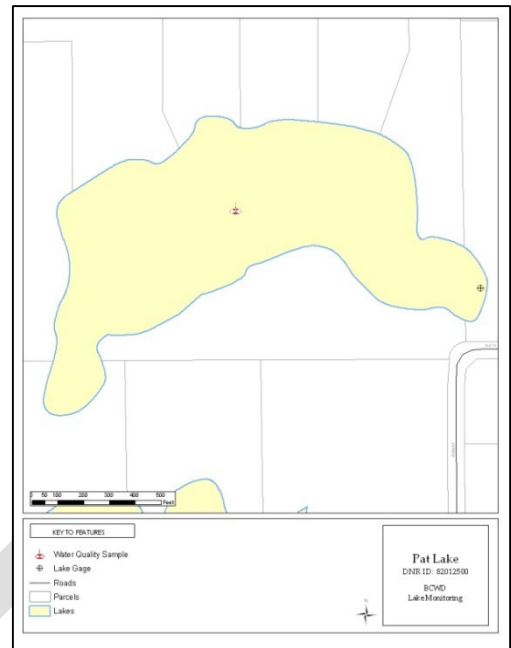 0 50 100 200 300 400 500
Feet
KEY TO FEATURES
Water Quality Sample
Lake Gage
Roads
Parcels
Lakes
N
Pat Lake
DNR ID: 82012500
BCWD
Lake Monitoring